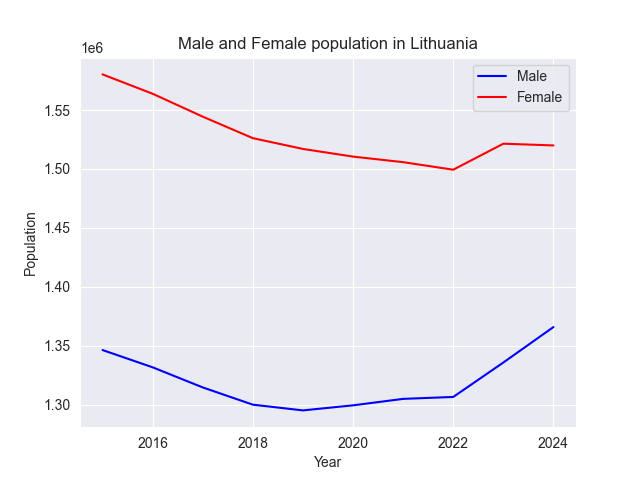 Male and Female population in Lithuania
1e6
Male
Female
1.55
1.50
1.45
1.40
1.35
1.30
Population
2016
2018
2020
2022
2024
Year